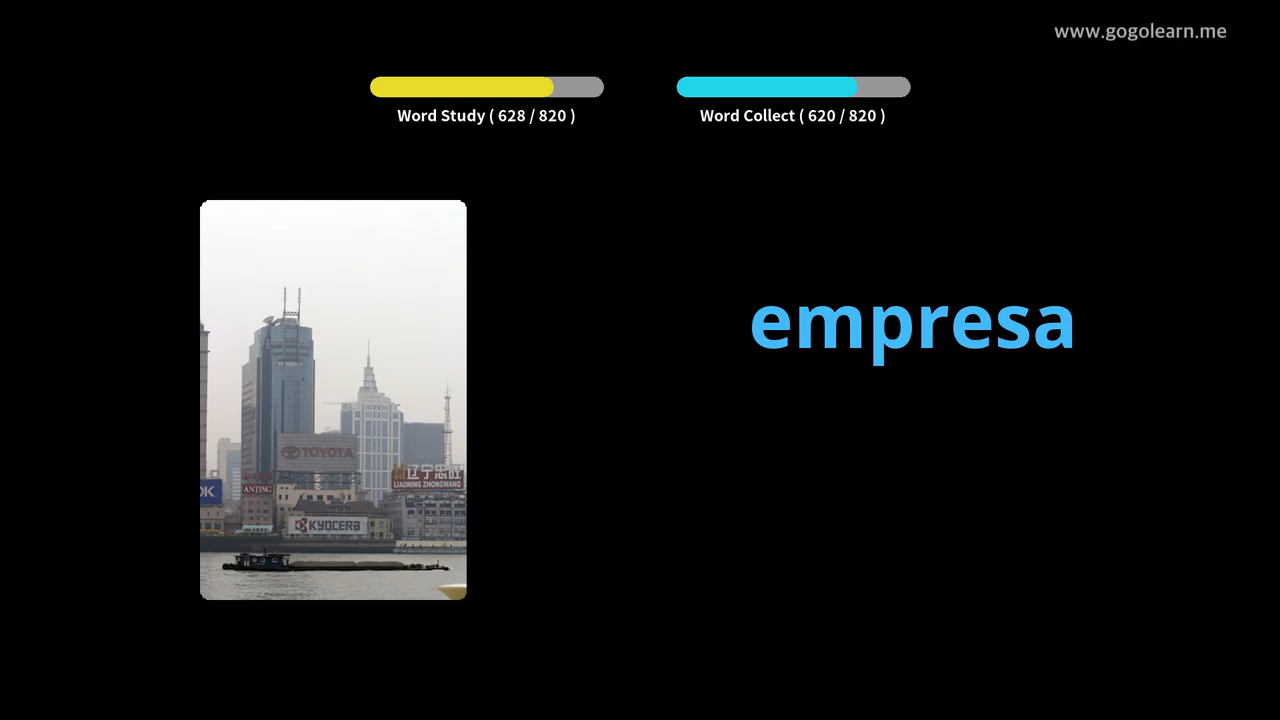 www.gogolearn.me
Word Study ( 628 / 820 )
Word Collect ( 620 / 820 )
empresa
TOYOTA
辽宁忠旺
LIAONING ZHONGWANG
OK
ANTING
KYOCERA